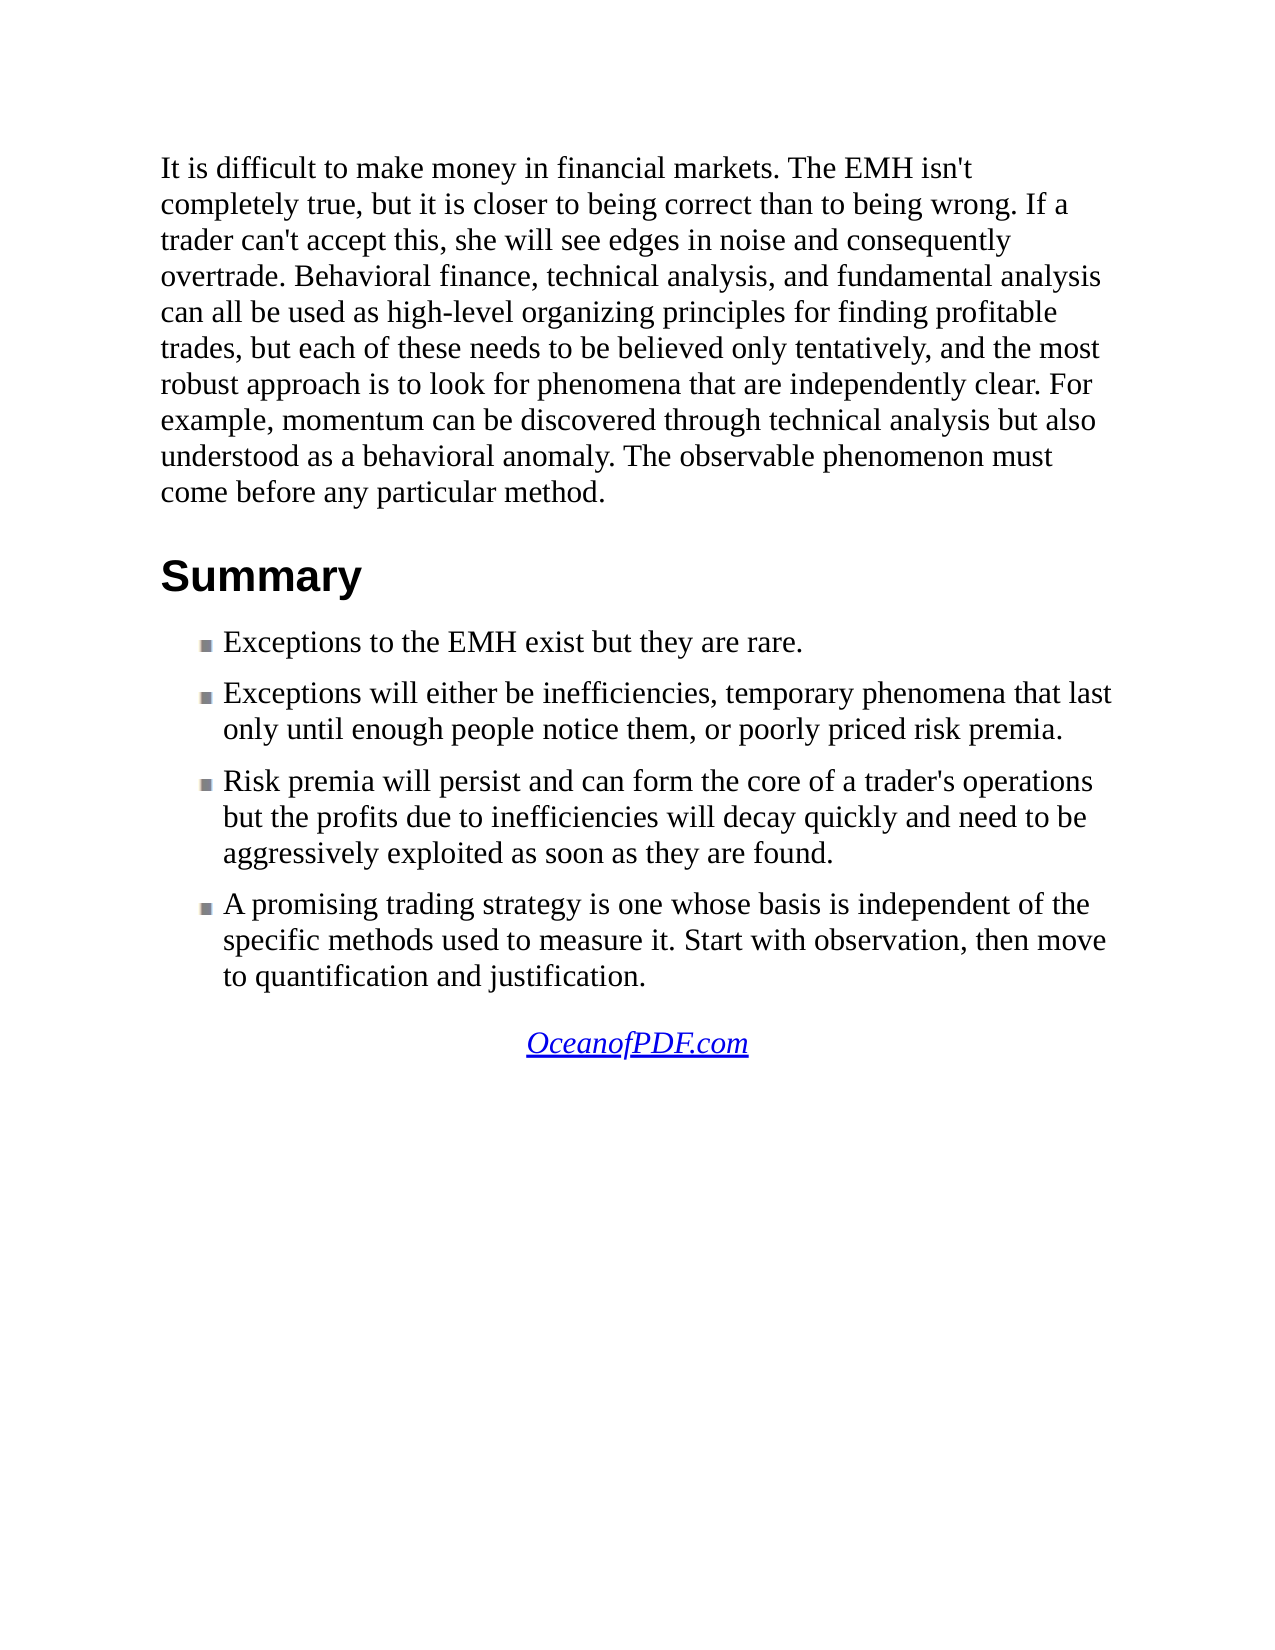 It is difficult to make money in financial markets. The EMH isn't
completely true, but it is closer to being correct than to being wrong. If a
trader can't accept this, she will see edges in noise and consequently
overtrade. Behavioral finance, technical analysis, and fundamental analysis
can all be used as high-level organizing principles for finding profitable
trades, but each of these needs to be believed only tentatively, and the most
robust approach is to look for phenomena that are independently clear. For
example, momentum can be discovered through technical analysis but also
understood as a behavioral anomaly. The observable phenomenon must
come before any particular method.
Summary
Exceptions to the EMH exist but they are rare.
Exceptions will either be inefficiencies, temporary phenomena that last
only until enough people notice them, or poorly priced risk premia.
Risk premia will persist and can form the core of a trader's operations
but the profits due to inefficiencies will decay quickly and need to be
aggressively exploited as soon as they are found.
A promising trading strategy is one whose basis is independent of the
specific methods used to measure it. Start with observation, then move
to quantification and justification.
OceanofPDF.com